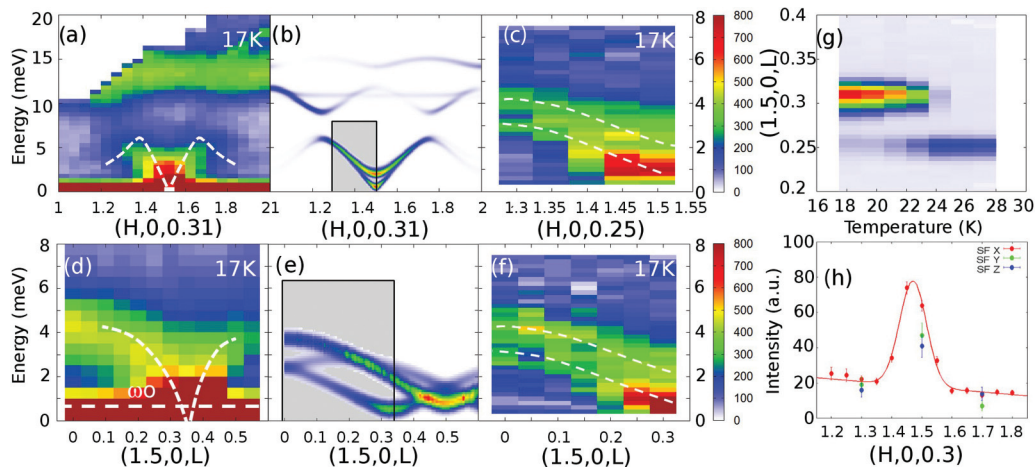 (a) 17K
(b)
(c) 17K
(g)
Energy (meV)
20
15
10
5
0
1 1.2 1.4 1.6 1.8 21 1.2 1.4 1.6 1.8 2
(H,0,0.31)
(H,0,0.31)
1.3 1.35 1.4 1.45 1.5 1.55
(H,0,0.25)
8
6
4
2
0
800
700
600
500
400
300
200
100
0
(1.5,0,L)
0.4
0.3
0.2
16 18 20 22 24 26 28 30
Temperature (K)
(d) 17K
(e)
(f) 17K
(h)
Energy (meV)
8
6
4
2
0
ωo
0 0.1 0.2 0.3 0.4 0.5
(1.5,0,L)
0 0.1 0.2 0.3 0.4 0.5
(1.5,0,L)
0 0.1 0.2 0.3
(1.5,0,L)
8
6
4
2
0
800
700
600
500
400
300
200
100
0
Intensity (a.u.)
100
80
60
40
20
0
SF X
SF Y
SF Z
1.2 1.3 1.4 1.5 1.6 1.7 1.8
(H,0,0.3)